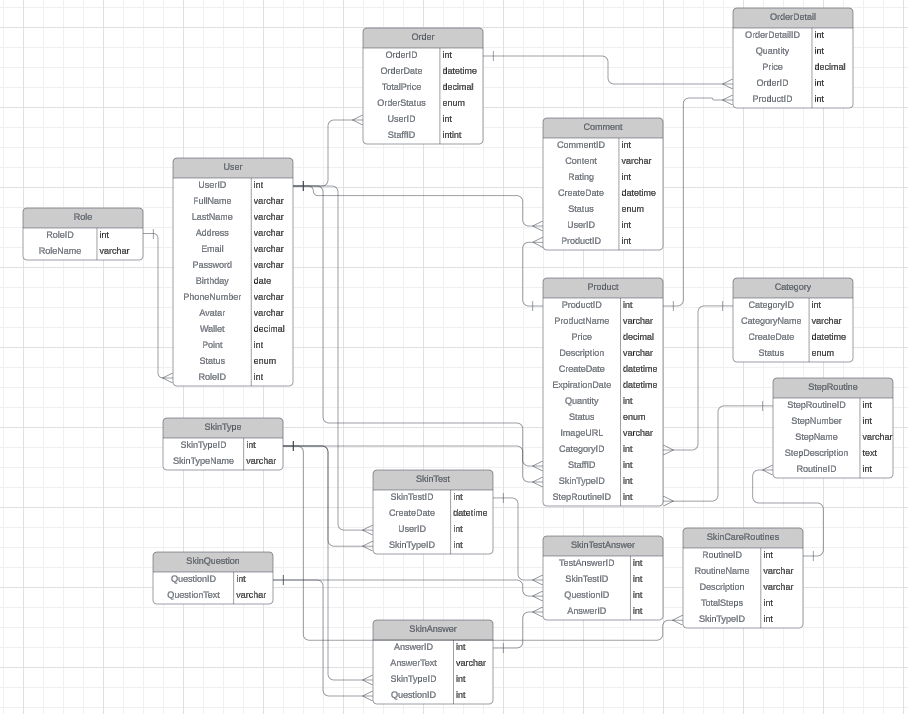 OrderDetail
OrderDetailID int
Quantity int
Price decimal
OrderID int
ProductID int
Order
OrderID int
OrderDate datetime
TotalPrice decimal
OrderStatus enum
UserID int
StaffID intint
Comment
CommentID int
Content varchar
Rating int
CreateDate datetime
Status enum
UserID int
ProductID int
User
UserID int
FullName varchar
LastName varchar
Address varchar
Email varchar
Password varchar
Birthday date
PhoneNumber varchar
Avatar varchar
Wallet decimal
Point int
Status enum
RoleID int
Role
RoleID int
RoleName varchar
Product
ProductID int
ProductName varchar
Price decimal
Description varchar
CreateDate datetime
ExpirationDate datetime
Quantity int
Status enum
ImageURL varchar
CategoryID int
StaffID int
SkinTypeID int
StepRoutineID int
Category
CategoryID int
CategoryName varchar
CreateDate datetime
Status enum
StepRoutine
StepRoutineID int
StepNumber int
StepName varchar
StepDescription text
RoutineID int
SkinType
SkinTypeID int
SkinTypeName varchar
SkinTest
SkinTestID int
CreateDate datetime
UserID int
SkinTypeID int
SkinTestAnswer
TestAnswerID int
SkinTestID int
QuestionID int
AnswerID int
SkinCareRoutines
RoutineID int
RoutineName varchar
Description varchar
TotalSteps int
SkinTypeID int
SkinQuestion
QuestionID int
QuestionText varchar
SkinAnswer
AnswerID int
AnswerText varchar
SkinTypeID int
QuestionID int